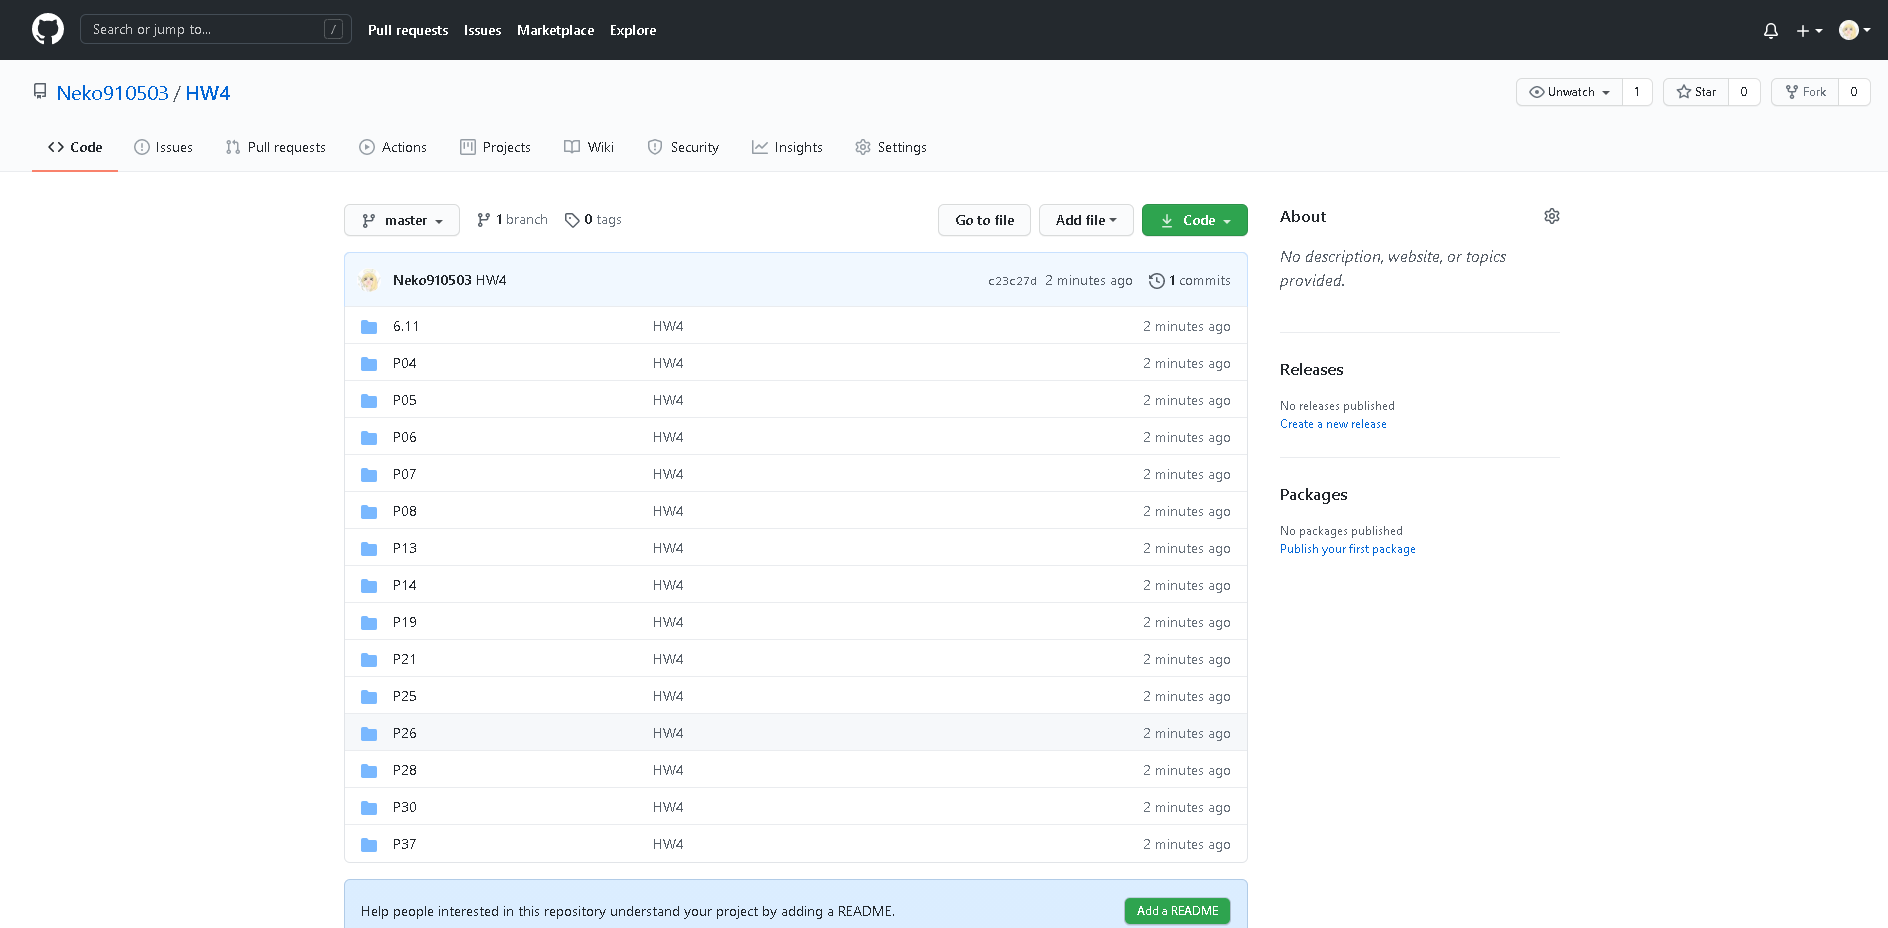 Search or jump to... /
Pull requests Issues Marketplace Explore
Neko910503 / HW4
Unwatch 1 Star 0 Fork 0
Code Issues Pull requests Actions Projects Wiki Security Insights Settings
master 1 branch 0 tags Go to file Add file Code
Neko910503 HW4 c23c27d 2 minutes ago 1 commits
6.11 HW4 2 minutes ago
P04 HW4 2 minutes ago
P05 HW4 2 minutes ago
P06 HW4 2 minutes ago
P07 HW4 2 minutes ago
P08 HW4 2 minutes ago
P13 HW4 2 minutes ago
P14 HW4 2 minutes ago
P19 HW4 2 minutes ago
P21 HW4 2 minutes ago
P25 HW4 2 minutes ago
P26 HW4 2 minutes ago
P28 HW4 2 minutes ago
P30 HW4 2 minutes ago
P37 HW4 2 minutes ago
Help people interested in this repository understand your project by adding a README. Add a README
About
No description, website, or topics
provided.
Releases
No releases published
Create a new release
Packages
No packages published
Publish your first package